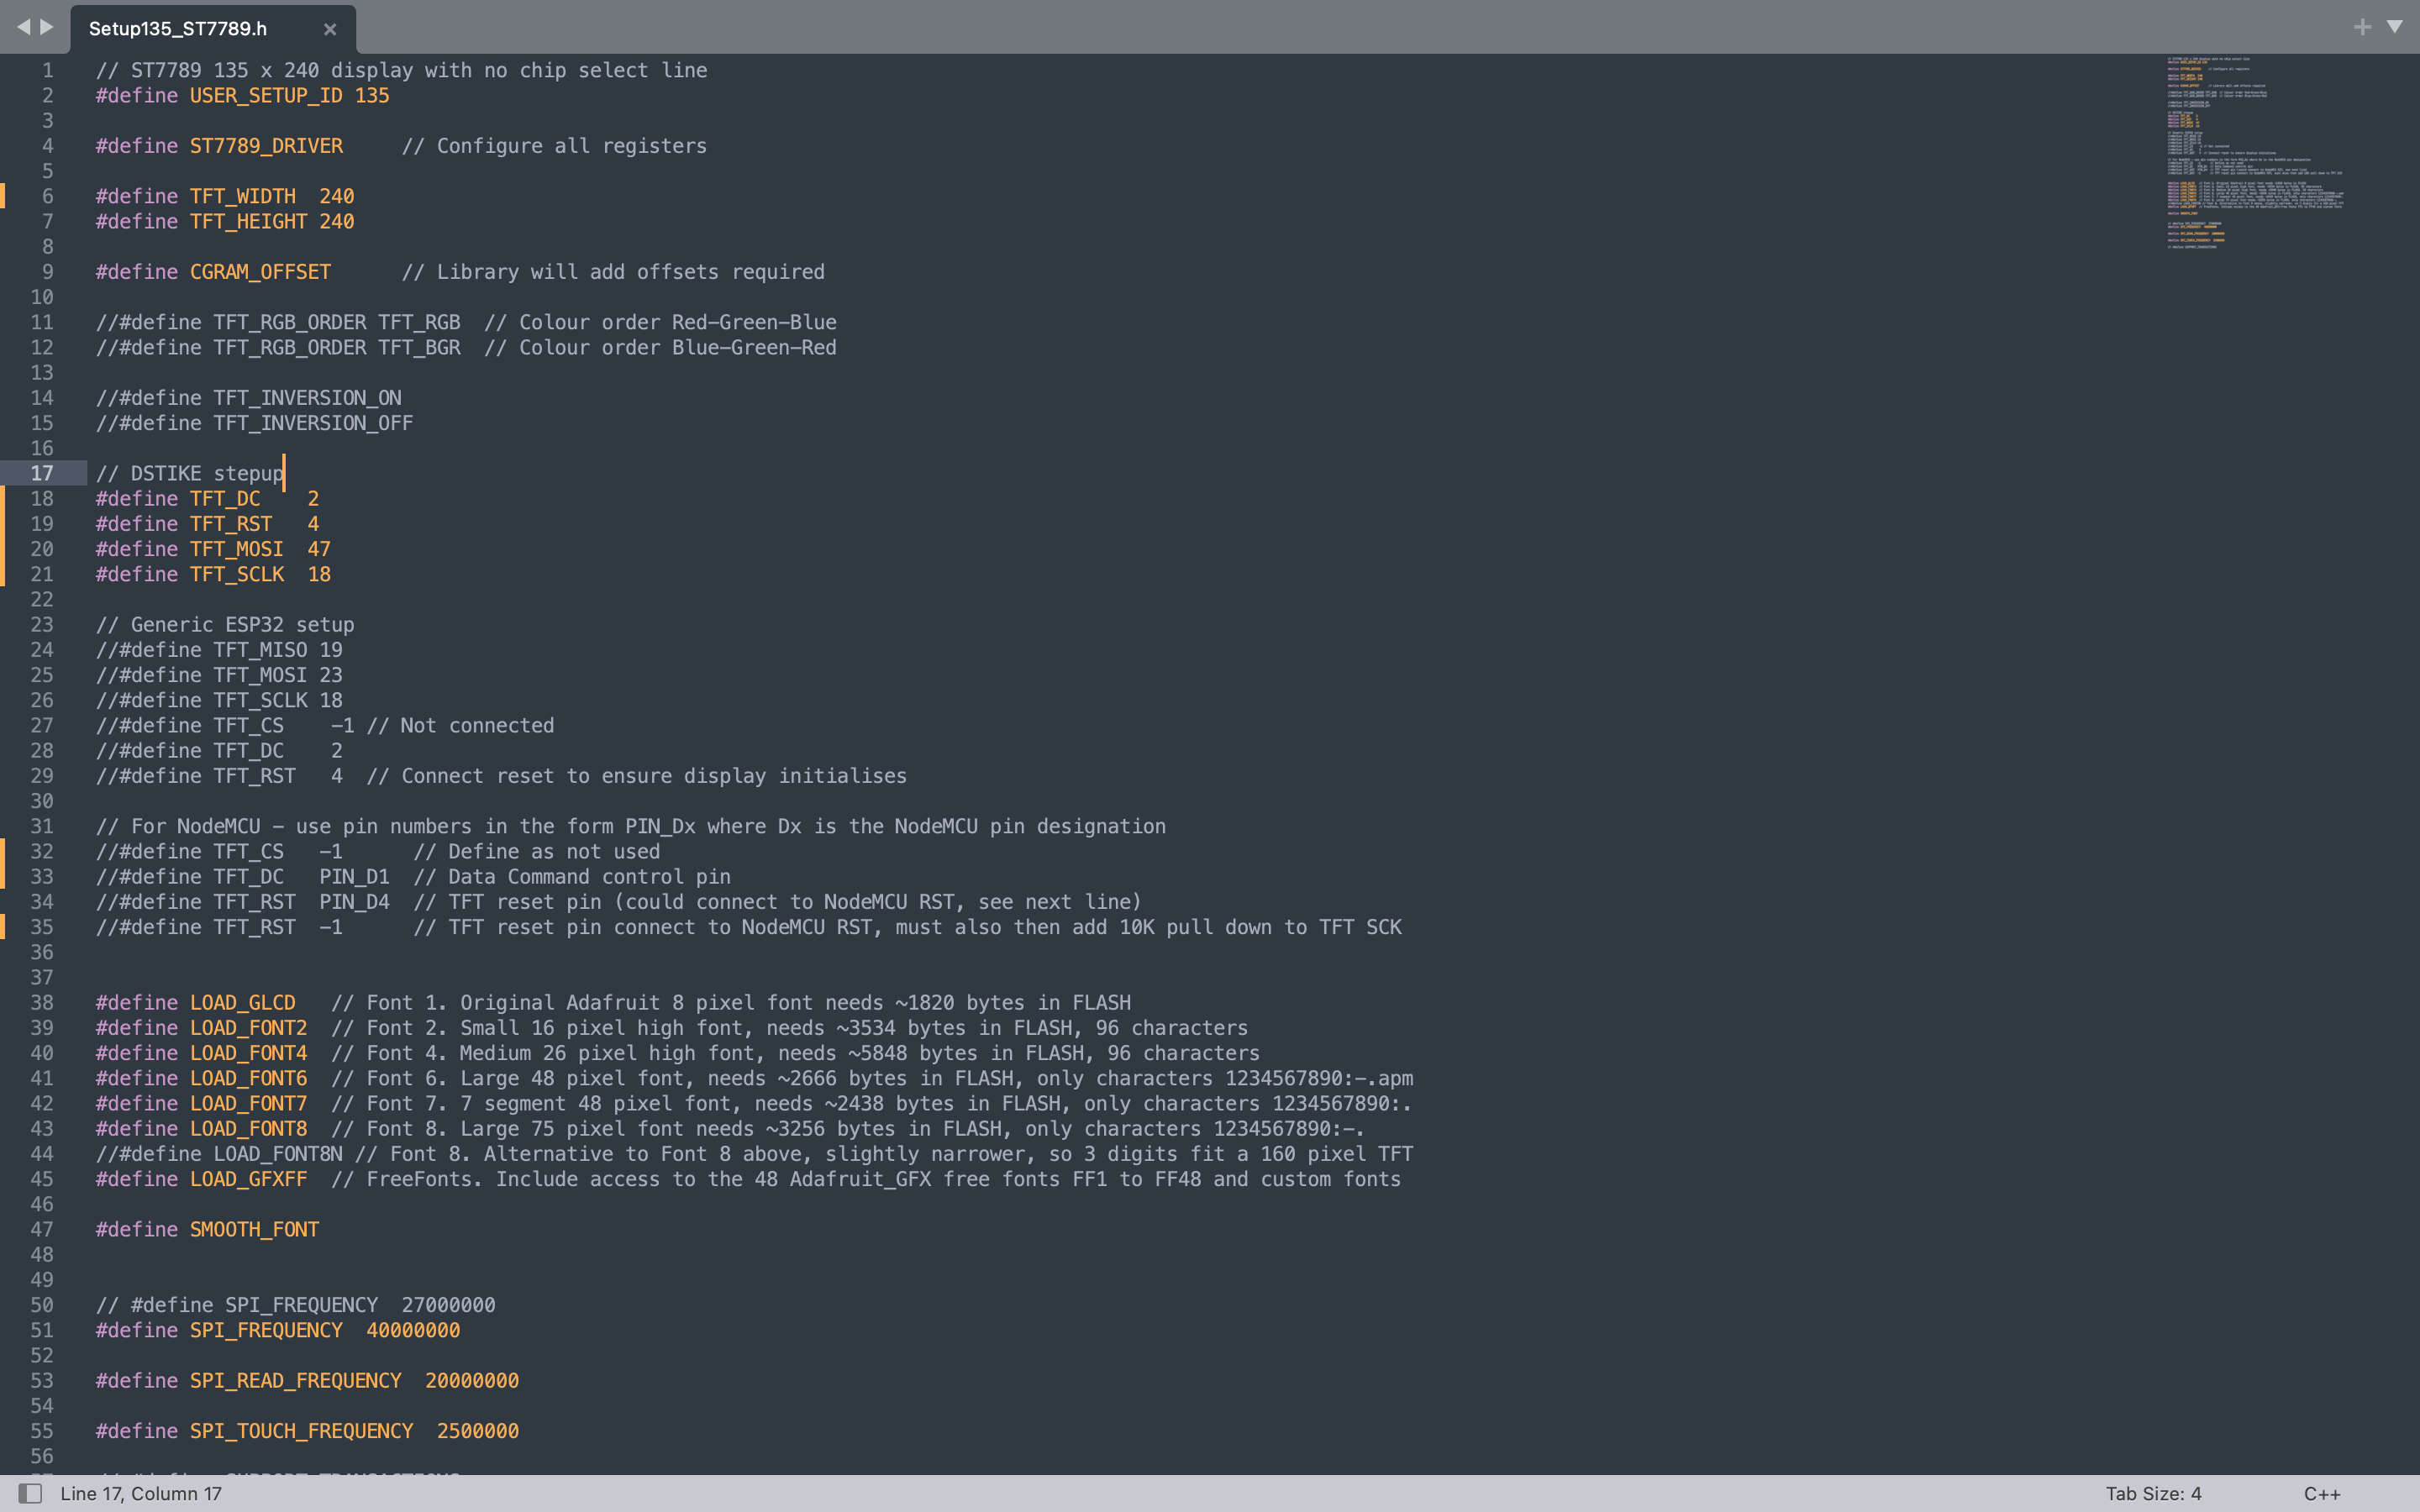 Setup135_ST7789.h
1 // ST7789 135 x 240 display with no chip select line
2 #define USER_SETUP_ID 135
3
4 #define ST7789_DRIVER     // Configure all registers
5
6 #define TFT_WIDTH  240
7 #define TFT_HEIGHT 240
8
9 #define CGRAM_OFFSET      // Library will add offsets required
10
11 //#define TFT_RGB_ORDER TFT_RGB  // Colour order Red-Green-Blue
12 //#define TFT_RGB_ORDER TFT_BGR  // Colour order Blue-Green-Red
13
14 //#define TFT_INVERSION_ON
15 //#define TFT_INVERSION_OFF
16
17 // DSTIKE stepup
18 #define TFT_DC    2
19 #define TFT_RST   4
20 #define TFT_MOSI  47
21 #define TFT_SCLK  18
22
23 // Generic ESP32 setup
24 //#define TFT_MISO 19
25 //#define TFT_MOSI 23
26 //#define TFT_SCLK 18
27 //#define TFT_CS    -1 // Not connected
28 //#define TFT_DC    2
29 //#define TFT_RST   4  // Connect reset to ensure display initialises
30
31 // For NodeMCU - use pin numbers in the form PIN_Dx where Dx is the NodeMCU pin designation
32 //#define TFT_CS   -1      // Define as not used
33 //#define TFT_DC   PIN_D1  // Data Command control pin
34 //#define TFT_RST  PIN_D4  // TFT reset pin (could connect to NodeMCU RST, see next line)
35 //#define TFT_RST  -1      // TFT reset pin connect to NodeMCU RST, must also then add 10K pull down to TFT SCK
36
37
38 #define LOAD_GLCD   // Font 1. Original Adafruit 8 pixel font needs ~1820 bytes in FLASH
39 #define LOAD_FONT2  // Font 2. Small 16 pixel high font, needs ~3534 bytes in FLASH, 96 characters
40 #define LOAD_FONT4  // Font 4. Medium 26 pixel high font, needs ~5848 bytes in FLASH, 96 characters
41 #define LOAD_FONT6  // Font 6. Large 48 pixel font, needs ~2666 bytes in FLASH, only characters 1234567890:-.apm
42 #define LOAD_FONT7  // Font 7. 7 segment 48 pixel font, needs ~2438 bytes in FLASH, only characters 1234567890:.
43 #define LOAD_FONT8  // Font 8. Large 75 pixel font needs ~3256 bytes in FLASH, only characters 1234567890:-.
44 //#define LOAD_FONT8N // Font 8. Alternative to Font 8 above, slightly narrower, so 3 digits fit a 160 pixel TFT
45 #define LOAD_GFXFF  // FreeFonts. Include access to the 48 Adafruit_GFX free fonts FF1 to FF48 and custom fonts
46
47 #define SMOOTH_FONT
48
49
50 // #define SPI_FREQUENCY  27000000
51 #define SPI_FREQUENCY  40000000
52
53 #define SPI_READ_FREQUENCY  20000000
54
55 #define SPI_TOUCH_FREQUENCY  2500000
56
Line 17, Column 17
Tab Size: 4
C++